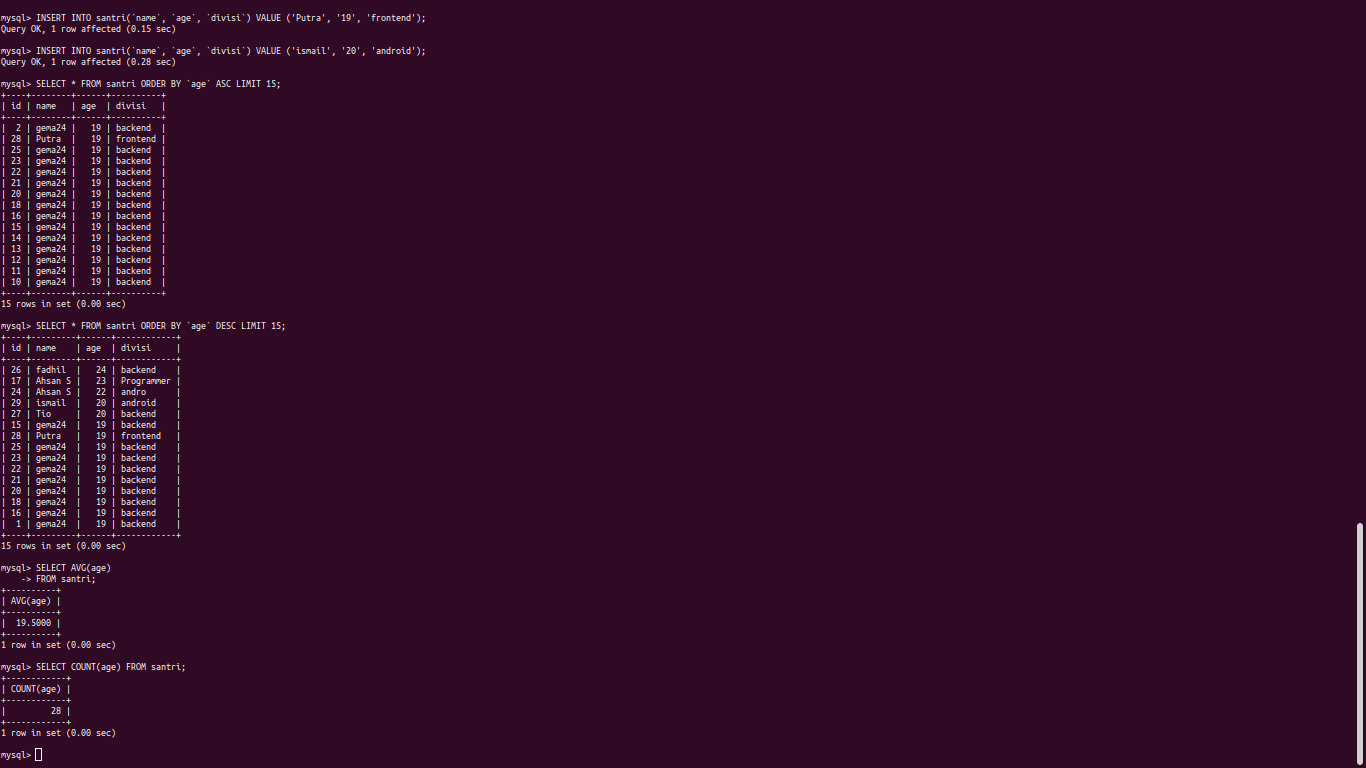 mysql> INSERT INTO santri(`name`, `age`, `divisi`) VALUE ('Putra', '19', 'frontend');
Query OK, 1 row affected (0.15 sec)

mysql> INSERT INTO santri(`name`, `age`, `divisi`) VALUE ('ismail', '20', 'android');
Query OK, 1 row affected (0.28 sec)

mysql> SELECT * FROM santri ORDER BY `age` ASC LIMIT 15;
+----+--------+------+----------+
| id | name   | age  | divisi   |
+----+--------+------+----------+
|  2 | gema24 |   19 | backend  |
| 28 | Putra  |   19 | frontend |
| 25 | gema24 |   19 | backend  |
| 23 | gema24 |   19 | backend  |
| 22 | gema24 |   19 | backend  |
| 21 | gema24 |   19 | backend  |
| 20 | gema24 |   19 | backend  |
| 18 | gema24 |   19 | backend  |
| 16 | gema24 |   19 | backend  |
| 15 | gema24 |   19 | backend  |
| 14 | gema24 |   19 | backend  |
| 13 | gema24 |   19 | backend  |
| 12 | gema24 |   19 | backend  |
| 11 | gema24 |   19 | backend  |
| 10 | gema24 |   19 | backend  |
+----+--------+------+----------+
15 rows in set (0.00 sec)

mysql> SELECT * FROM santri ORDER BY `age` DESC LIMIT 15;
+----+---------+------+------------+
| id | name    | age  | divisi     |
+----+---------+------+------------+
| 26 | fadhil  |   24 | backend    |
| 17 | Ahsan S |   23 | Programmer |
| 24 | Ahsan S |   22 | andro      |
| 29 | ismail  |   20 | android    |
| 27 | Tio     |   20 | backend    |
| 15 | gema24  |   19 | backend    |
| 28 | Putra   |   19 | frontend   |
| 25 | gema24  |   19 | backend    |
| 23 | gema24  |   19 | backend    |
| 22 | gema24  |   19 | backend    |
| 21 | gema24  |   19 | backend    |
| 20 | gema24  |   19 | backend    |
| 18 | gema24  |   19 | backend    |
| 16 | gema24  |   19 | backend    |
|  1 | gema24  |   19 | backend    |
+----+---------+------+------------+
15 rows in set (0.00 sec)

mysql> SELECT AVG(age)
    -> FROM santri;
+----------+
| AVG(age) |
+----------+
|  19.5000 |
+----------+
1 row in set (0.00 sec)

mysql> SELECT COUNT(age) FROM santri;
+------------+
| COUNT(age) |
+------------+
|         28 |
+------------+
1 row in set (0.00 sec)

mysql>